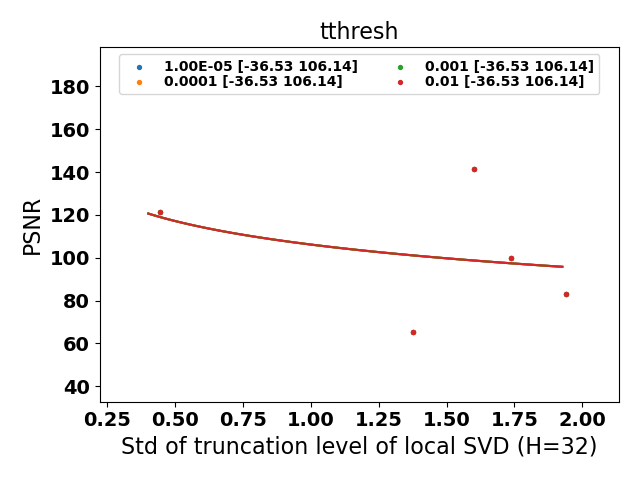 tthresh
1.00E-05 [-36.53 106.14]
0.0001 [-36.53 106.14]
0.001 [-36.53 106.14]
0.01 [-36.53 106.14]
PSNR
180
160
140
120
100
80
60
40
0.25 0.50 0.75 1.00 1.25 1.50 1.75 2.00
Std of truncation level of local SVD (H=32)